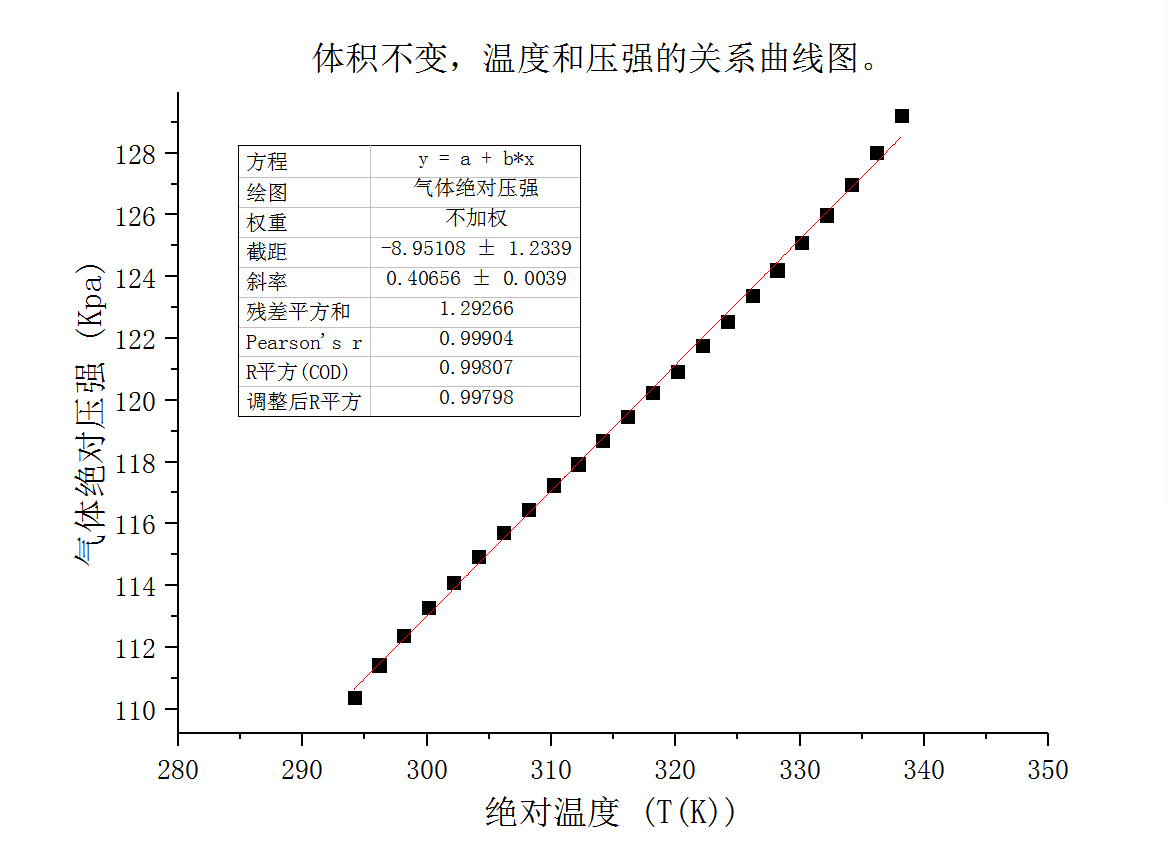 体积不变，温度和压强的关系曲线图。
方程 y = a + b*x
绘图 气体绝对压强
权重 不加权
截距 -8.95108 ± 1.2339
斜率 0.40656 ± 0.0039
残差平方和 1.29266
Pearson's r 0.99904
R平方(COD) 0.99807
调整后R平方 0.99798
气体绝对压强 (Kpa)
128
126
124
122
120
118
116
114
112
110
280 290 300 310 320 330 340 350
绝对温度 (T(K))